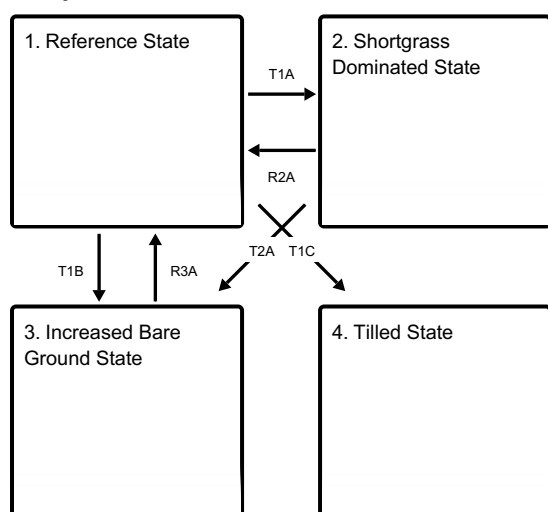 1. Reference State
2. Shortgrass
Dominated State
T1A
R2A
T2A T1C
T1B
R3A
3. Increased Bare
Ground State
4. Tilled State